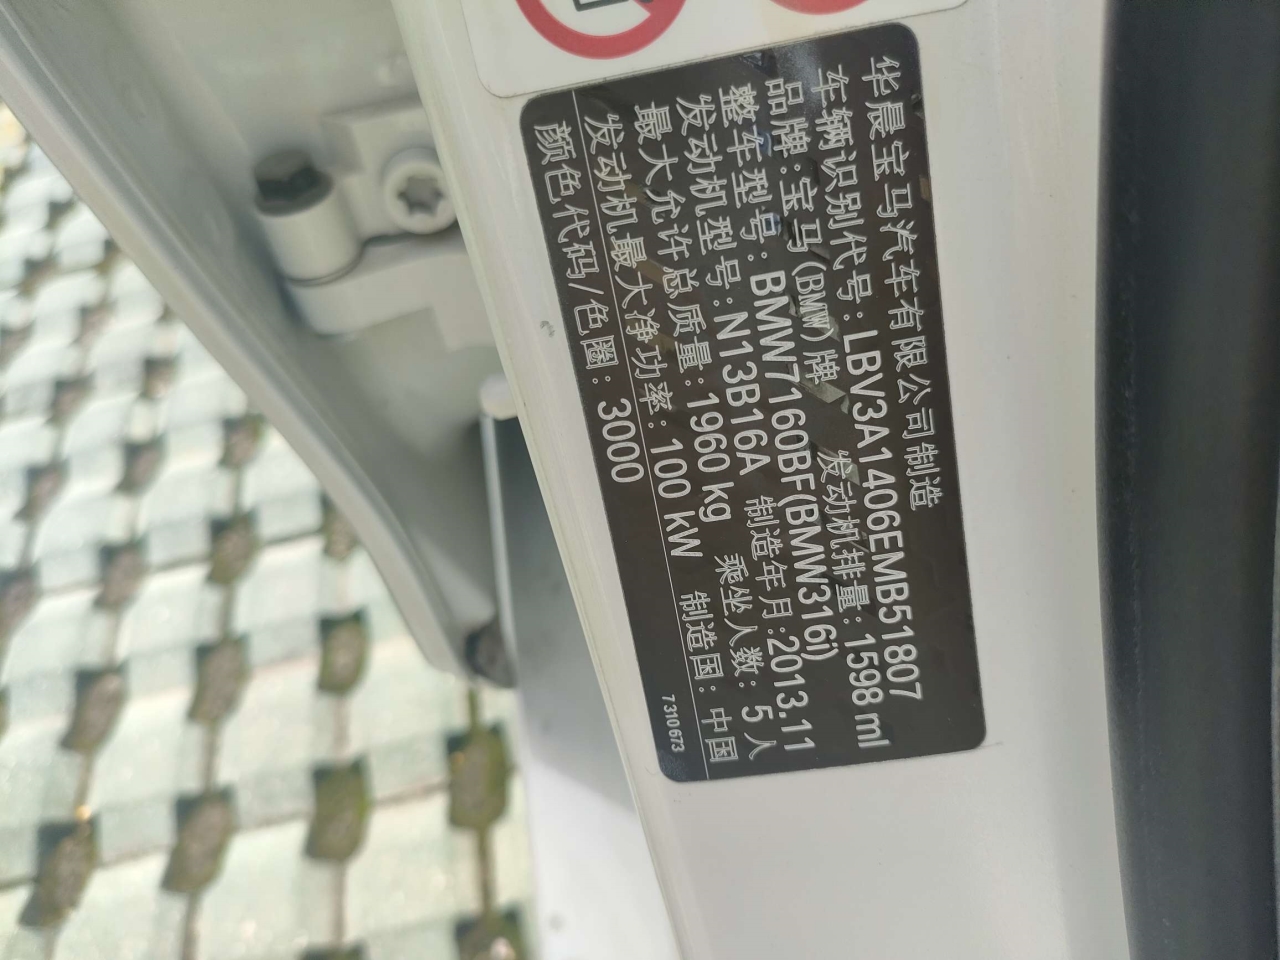 华晨宝马汽车有限公司制造
车辆识别代号: LBV3A1406EMB51807
品牌: 宝马(BMW)牌 发动机排量: 1598 ml
整车型号: BMW7160BF(BMW316i)
发动机型号: N13B16A 制造年月: 2013.11
最大允许总质量: 1960 kg 乘坐人数: 5人
发动机最大净功率: 100 kW 制造国: 中国
颜色代码/色圈: 3000
7310673